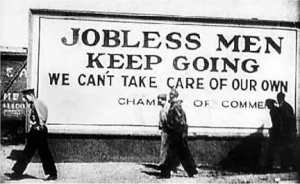 JOBLESS MEN
KEEP GOING
WE CAN'T TAKE CARE OF OUR OWN
CHAM OF COMME